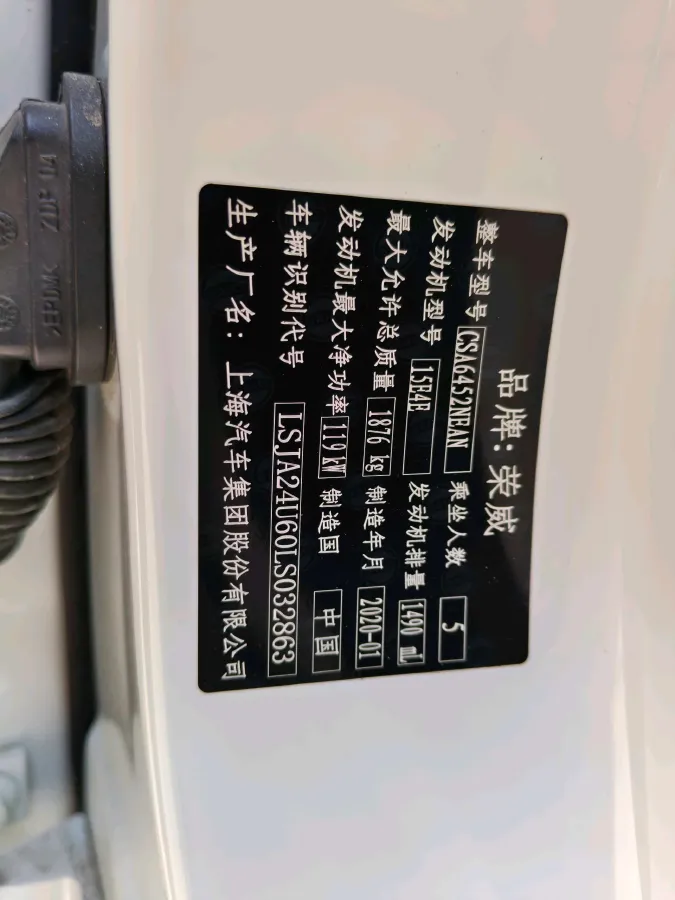 品牌: 荣威
整车型号 CSA6452NEAN 乘坐人数 5
发动机型号 15E4E 发动机排量 1490 ml
最大允许总质量 1876 kg 制造年月 2020-01
发动机最大净功率 119 kW 制造国 中国
车辆识别代号 LSJA24U60LS032863
生产厂名: 上海汽车集团股份有限公司